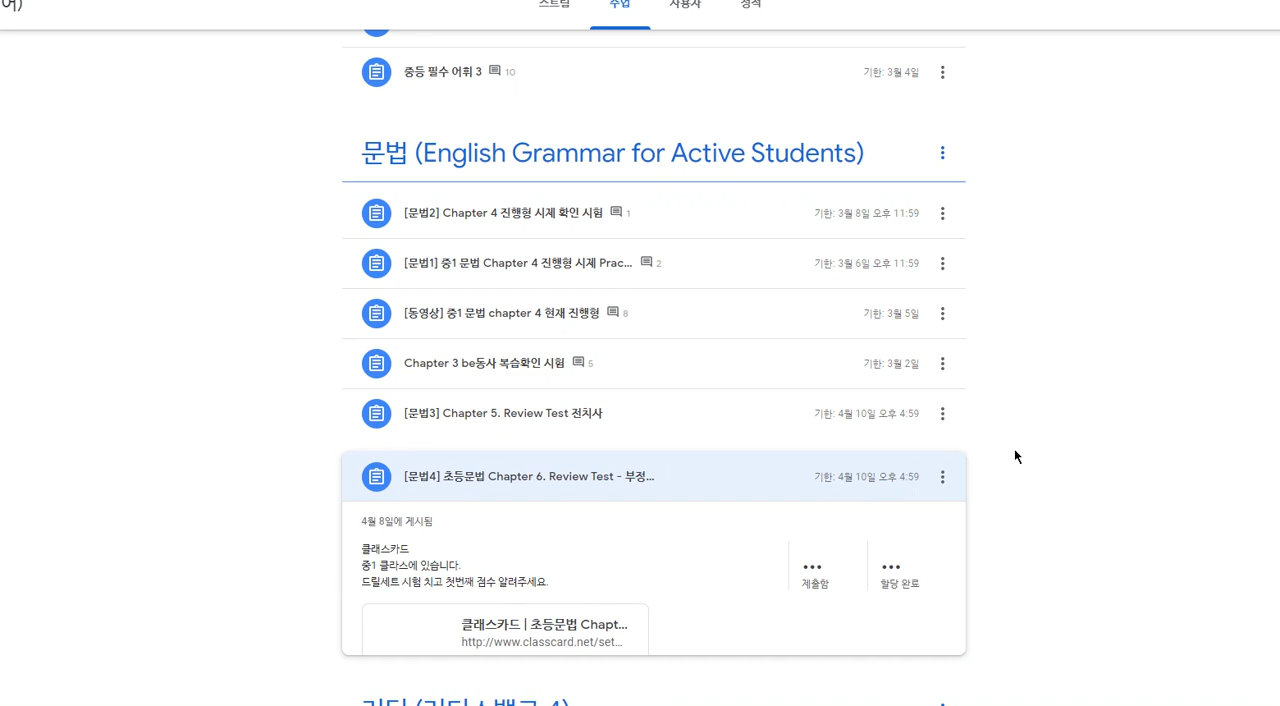 어)
스트림 수업 사용자 성적
중등 필수 어휘 3 10 기한: 3월 4일
문법 (English Grammar for Active Students)
[문법2] Chapter 4 진행형 시제 확인 시험 1 기한: 3월 8일 오후 11:59
[문법1] 중1 문법 Chapter 4 진행형 시제 Prac... 2 기한: 3월 6일 오후 11:59
[동영상] 중1 문법 chapter 4 현재 진행형 8 기한: 3월 5일
Chapter 3 be동사 복습확인 시험 5 기한: 3월 2일
[문법3] Chapter 5. Review Test 전치사 기한: 4월 10일 오후 4:59
[문법4] 초등문법 Chapter 6. Review Test - 부정... 기한: 4월 10일 오후 4:59
4월 8일에 게시됨
클래스카드
중1 클라스에 있습니다.
드릴세트 시험 치고 첫번째 점수 알려주세요.
제출함 할당 완료
클래스카드 | 초등문법 Chapt...
http://www.classcard.net/set...